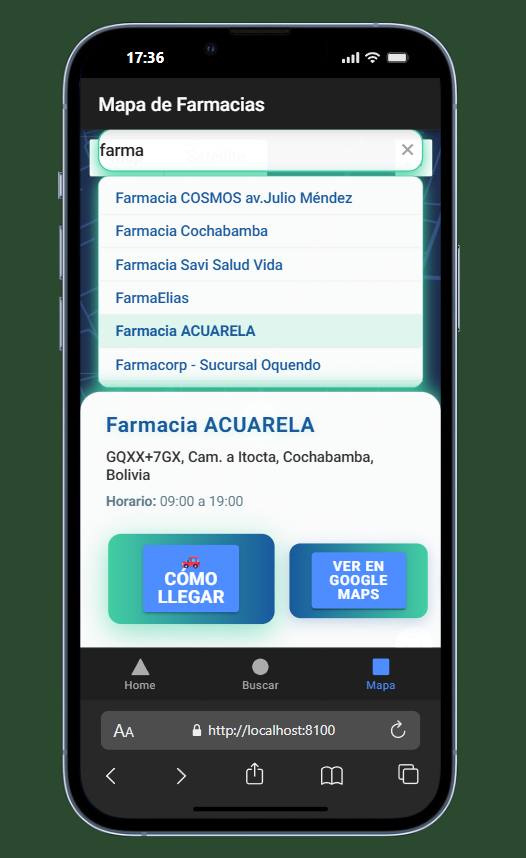 17:36
Mapa de Farmacias
farma
Farmacia COSMOS av.Julio Méndez
Farmacia Cochabamba
Farmacia Savi Salud Vida
FarmaElias
Farmacia ACUARELA
Farmacorp - Sucursal Oquendo
Farmacia ACUARELA
GQXX+7GX, Cam. a Itocta, Cochabamba,
Bolivia
Horario: 09:00 a 19:00
CÓMO
LLEGAR
VER EN
GOOGLE
MAPS
Home
Buscar
Mapa
AA
http://localhost:8100